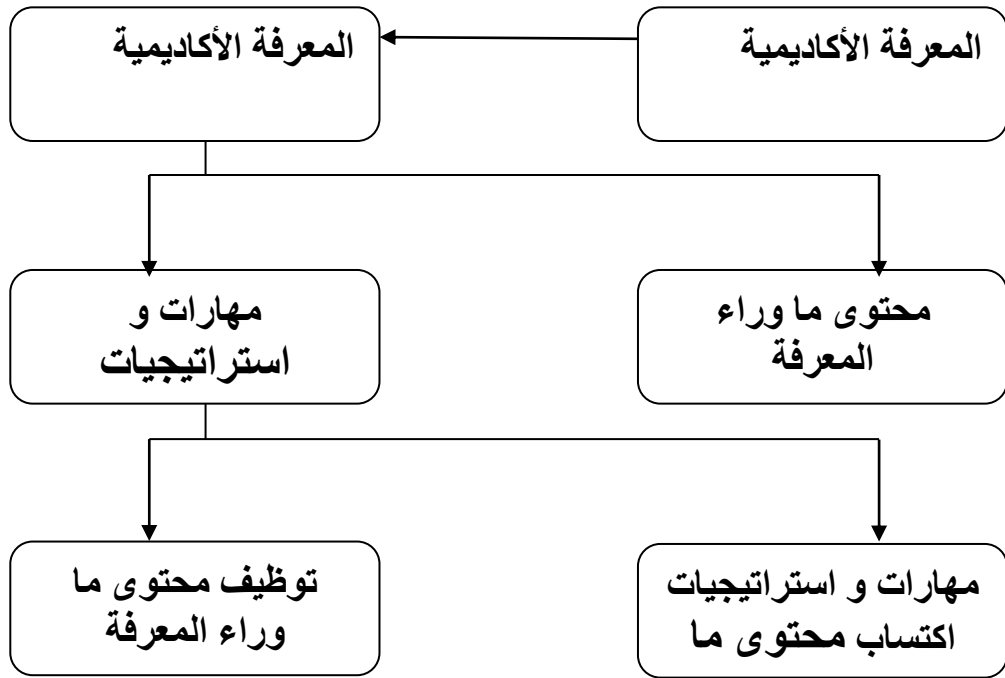 المعرفة الأكاديمية
المعرفة الأكاديمية
محتوى ما وراء
المعرفة
مهارات و
استراتيجيات
مهارات و استراتيجيات
اكتساب محتوى ما
توظيف محتوى ما
وراء المعرفة